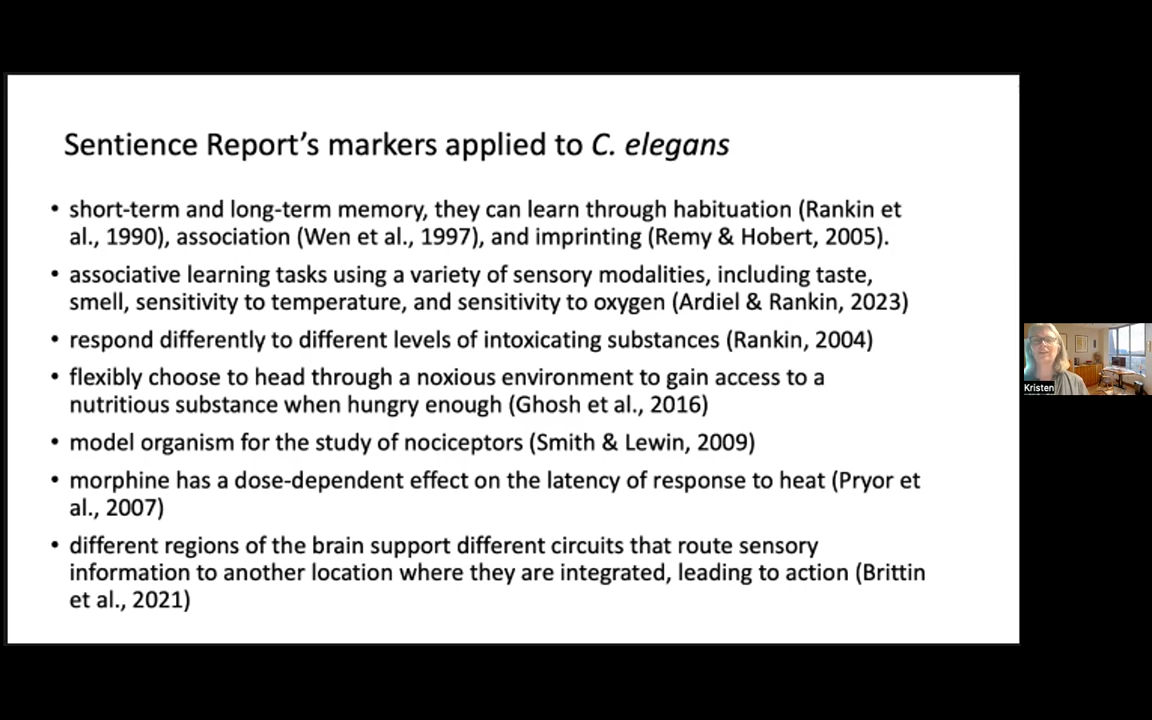 Sentience Report's markers applied to C. elegans
• short-term and long-term memory, they can learn through habituation (Rankin et
al., 1990), association (Wen et al., 1997), and imprinting (Remy & Hobert, 2005).
• associative learning tasks using a variety of sensory modalities, including taste,
smell, sensitivity to temperature, and sensitivity to oxygen (Ardiel & Rankin, 2023)
• respond differently to different levels of intoxicating substances (Rankin, 2004)
• flexibly choose to head through a noxious environment to gain access to a
nutritious substance when hungry enough (Ghosh et al., 2016)
• model organism for the study of nociceptors (Smith & Lewin, 2009)
• morphine has a dose-dependent effect on the latency of response to heat (Pryor et
al., 2007)
• different regions of the brain support different circuits that route sensory
information to another location where they are integrated, leading to action (Brittin
et al., 2021)
Kristen